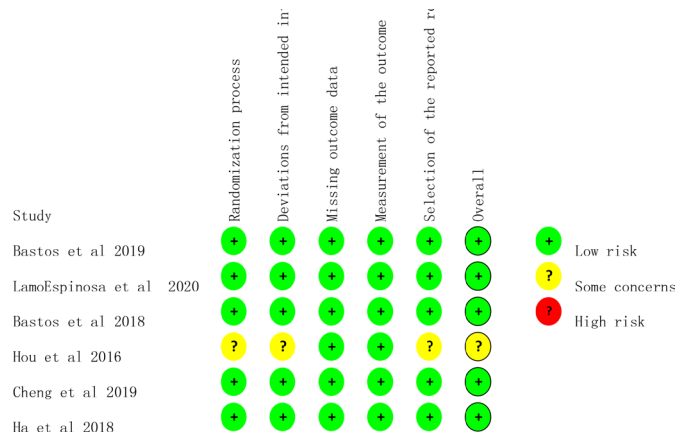 Randomization process
Deviations from intended in
Missing outcome data
Measurement of the outcome
Selection of the reported re
Overall
Study
Bastos et al 2019 + + + + + +
+ Low risk
LamoEspinosa et al 2020 + + + + + +
? Some concerns
Bastos et al 2018 + + + + + +
? High risk
Hou et al 2016 ? ? + + ? ?
Cheng et al 2019 + + + + + +
Ha et al 2018 + + + + + +